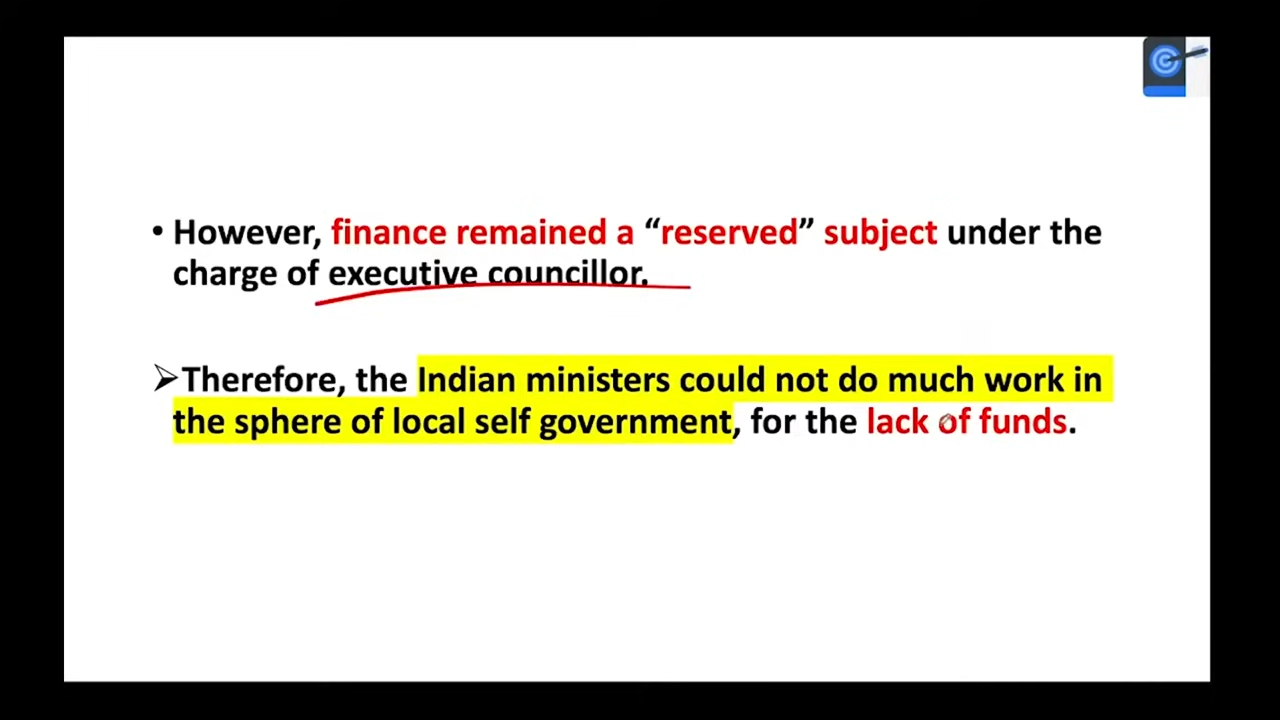 • However, finance remained a “reserved” subject under the
charge of executive councillor.
➢Therefore, the Indian ministers could not do much work in
the sphere of local self government, for the lack of funds.